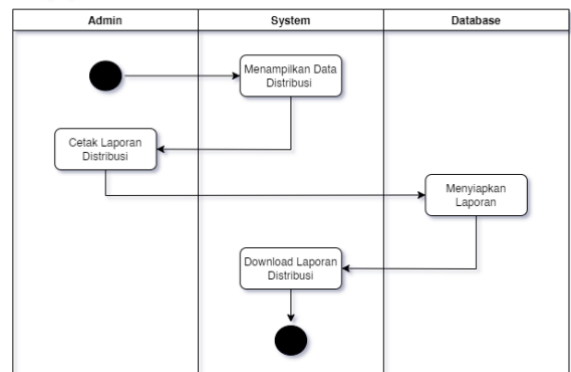 Admin
System
Database
Menampilkan Data
Distribusi
Cetak Laporan
Distribusi
Menyiapkan
Laporan
Download Laporan
Distribusi